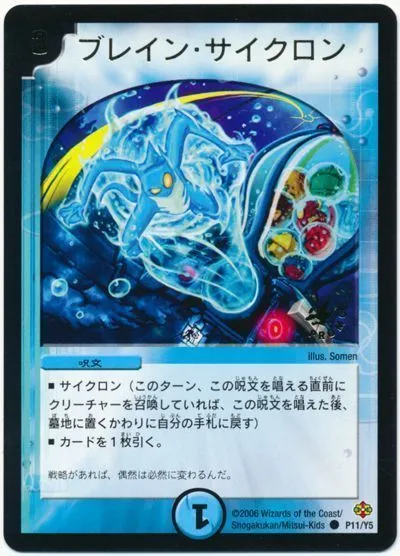 ブレイン・サイクロン
illus. Somen
呪文
■ サイクロン（このターン、この呪文を唱える直前に
クリーチャーを召喚していれば、この呪文を唱えた後、
墓地に置くかわりに自分の手札に戻す）
■ カードを1枚引く。
戦略があれば、偶然は必然に変わるんだ。
1
©2006 Wizards of the Coast/
Shogakukan/Mitsui-Kids ● P11/Y5